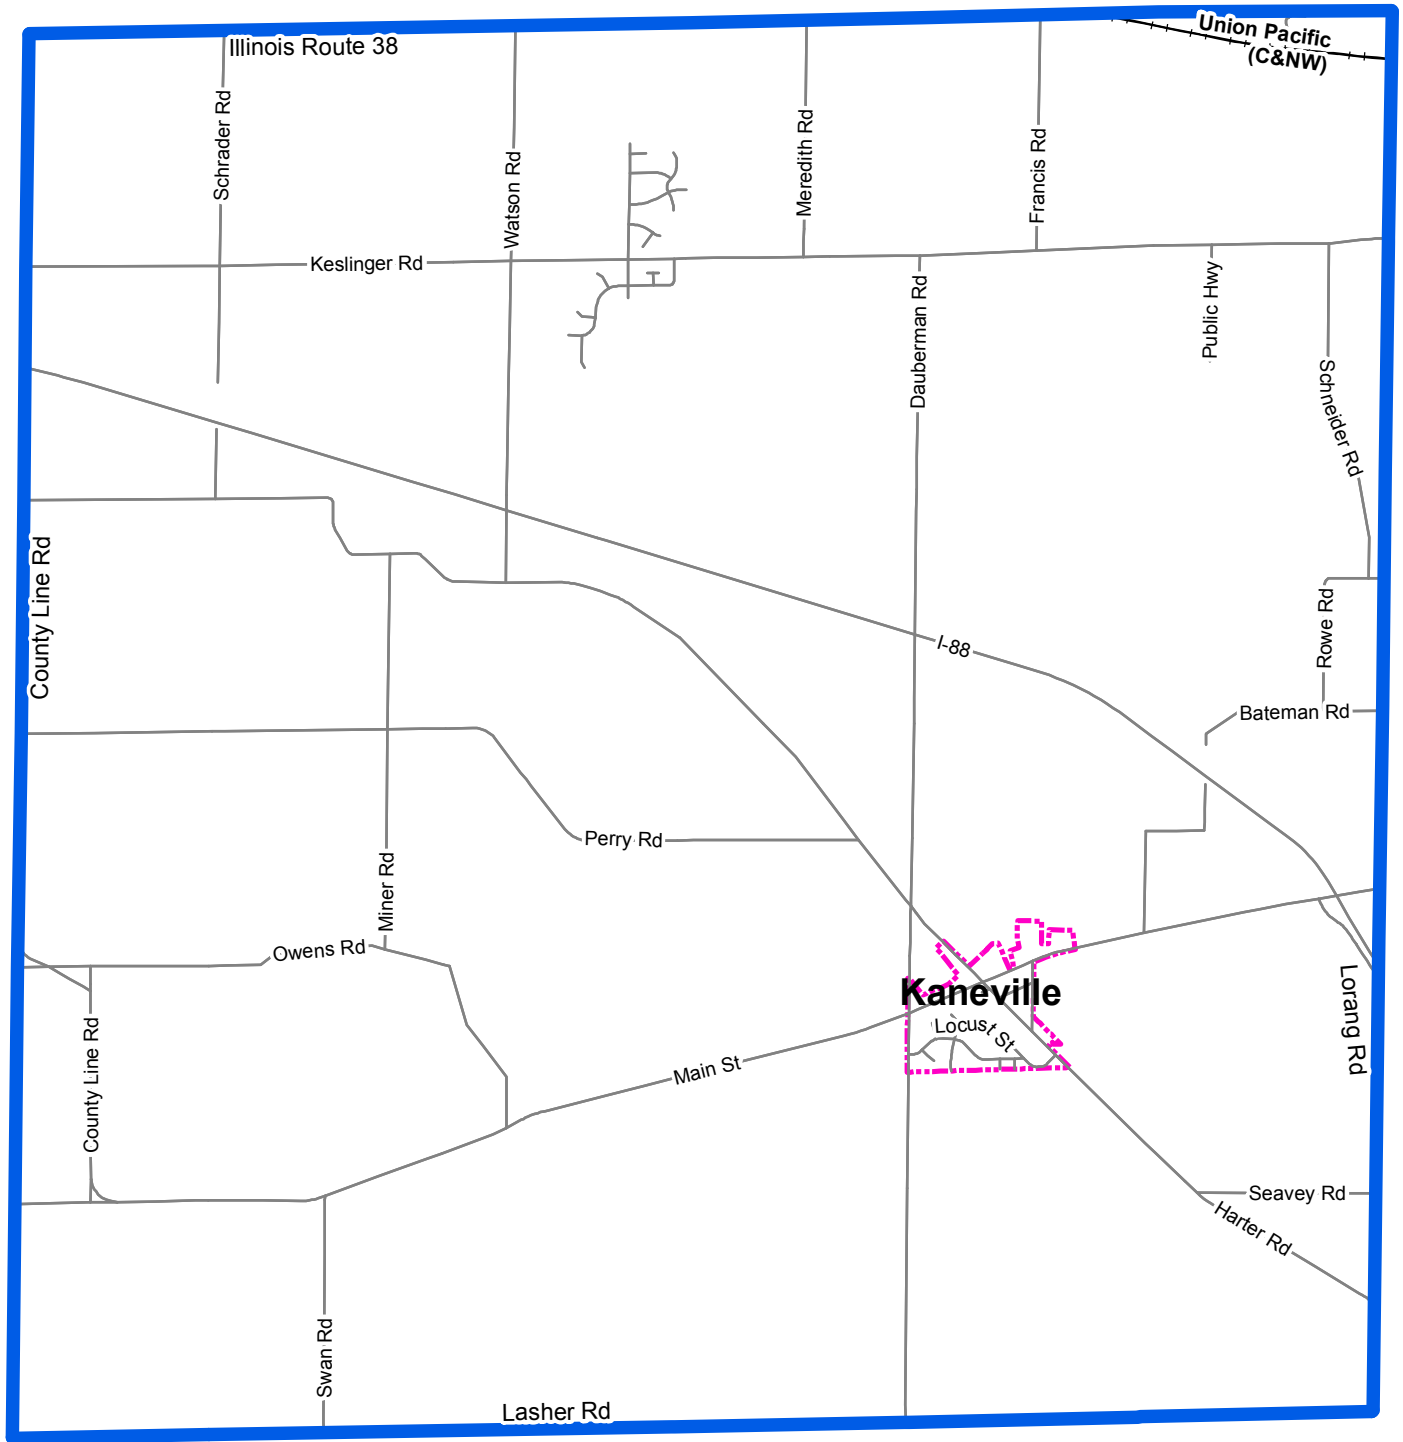 Union Pacific
(C&NW)
Illinois Route 38
Schrader Rd
Watson Rd
Meredith Rd
Francis Rd
Keslinger Rd
Dauberman Rd
Public Hwy
Schneider Rd
County Line Rd
I-88
Rowe Rd
Bateman Rd
Perry Rd
Miner Rd
Owens Rd
Kaneville
Locust St
Lorang Rd
County Line Rd
Main St
Seavey Rd
Harter Rd
Swan Rd
Lasher Rd